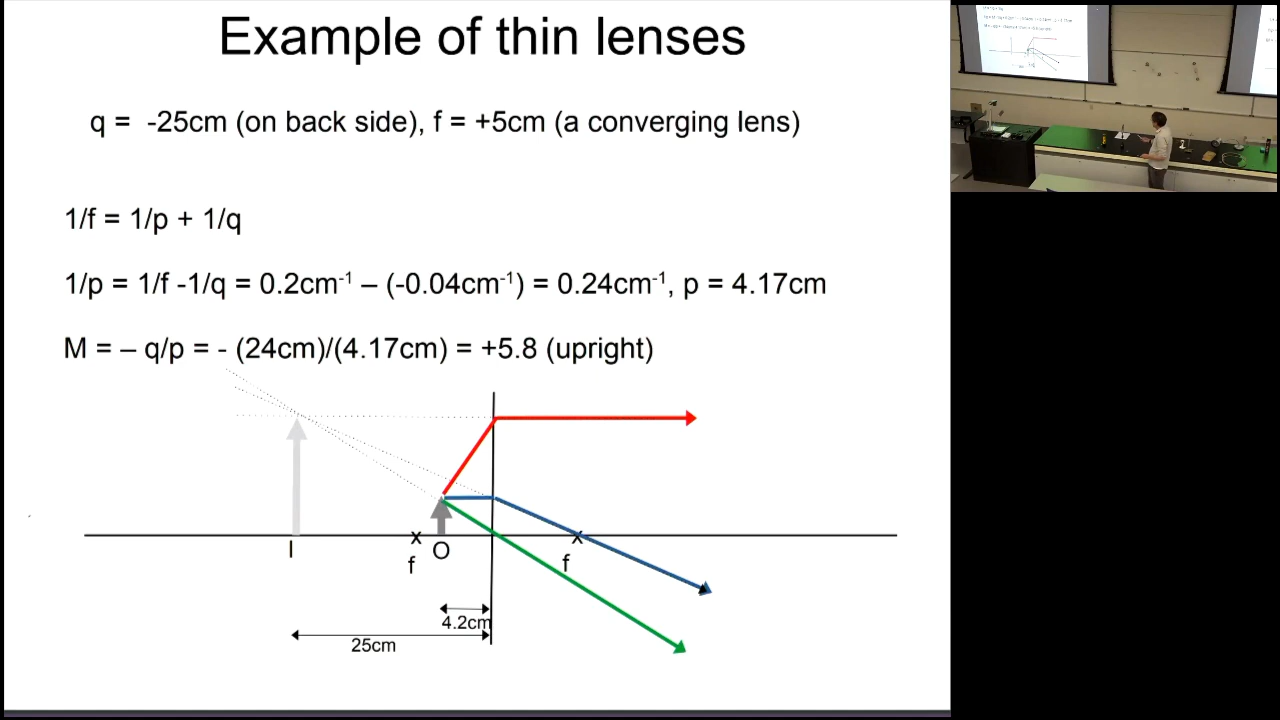 Example of thin lenses
q = -25cm (on back side), f = +5cm (a converging lens)
1/f = 1/p + 1/q
1/p = 1/f -1/q = 0.2cm⁻¹ – (-0.04cm⁻¹) = 0.24cm⁻¹, p = 4.17cm
M = – q/p = - (24cm)/(4.17cm) = +5.8 (upright)
x x
I O
f f
4.2cm
25cm